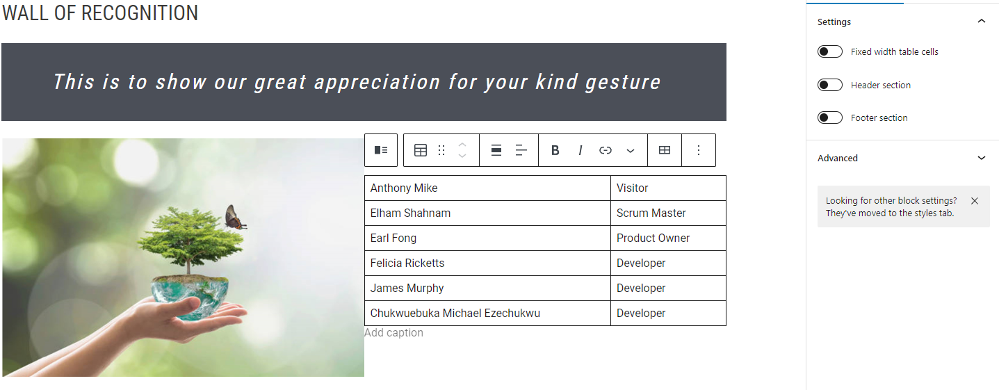 WALL OF RECOGNITION
This is to show our great appreciation for your kind gesture
B I
Anthony Mike Visitor
Elham Shahnam Scrum Master
Earl Fong Product Owner
Felicia Ricketts Developer
James Murphy Developer
Chukwuebuka Michael Ezechukwu Developer
Add caption
Settings
Fixed width table cells
Header section
Footer section
Advanced
Looking for other block settings?
They've moved to the styles tab.